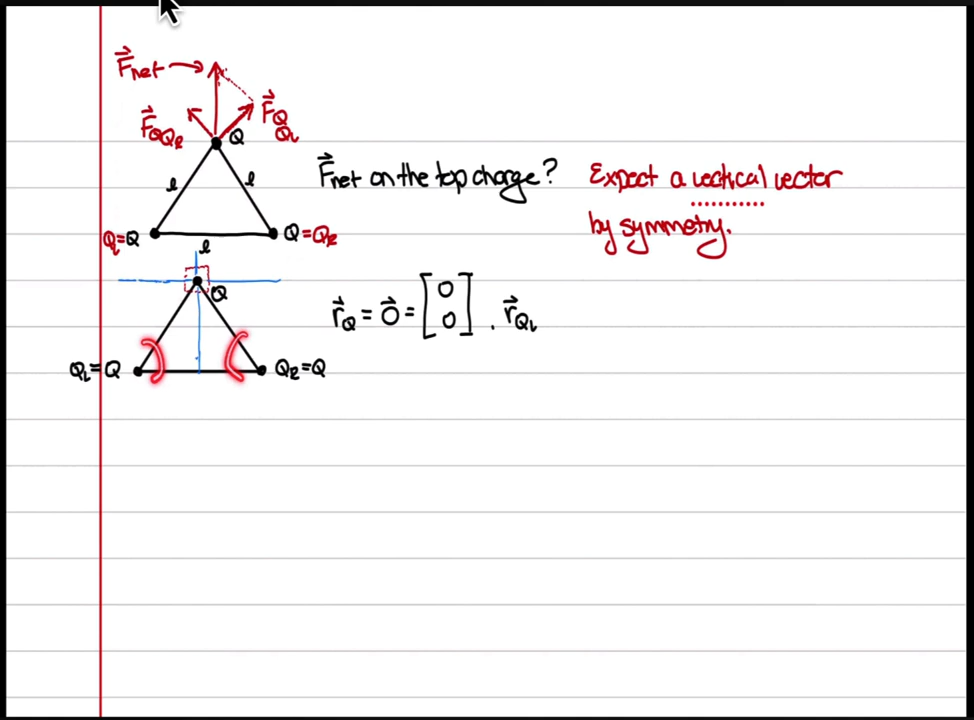 F⃗net →
F⃗QQR
F⃗QQL
Q
l
l
F⃗net on the top charge? Expect a vertical vector
by symmetry.
QL=Q
Q=QR
l
Q
r⃗Q = 0⃗ = [0 0] , r⃗QL
QL=Q
QR=Q